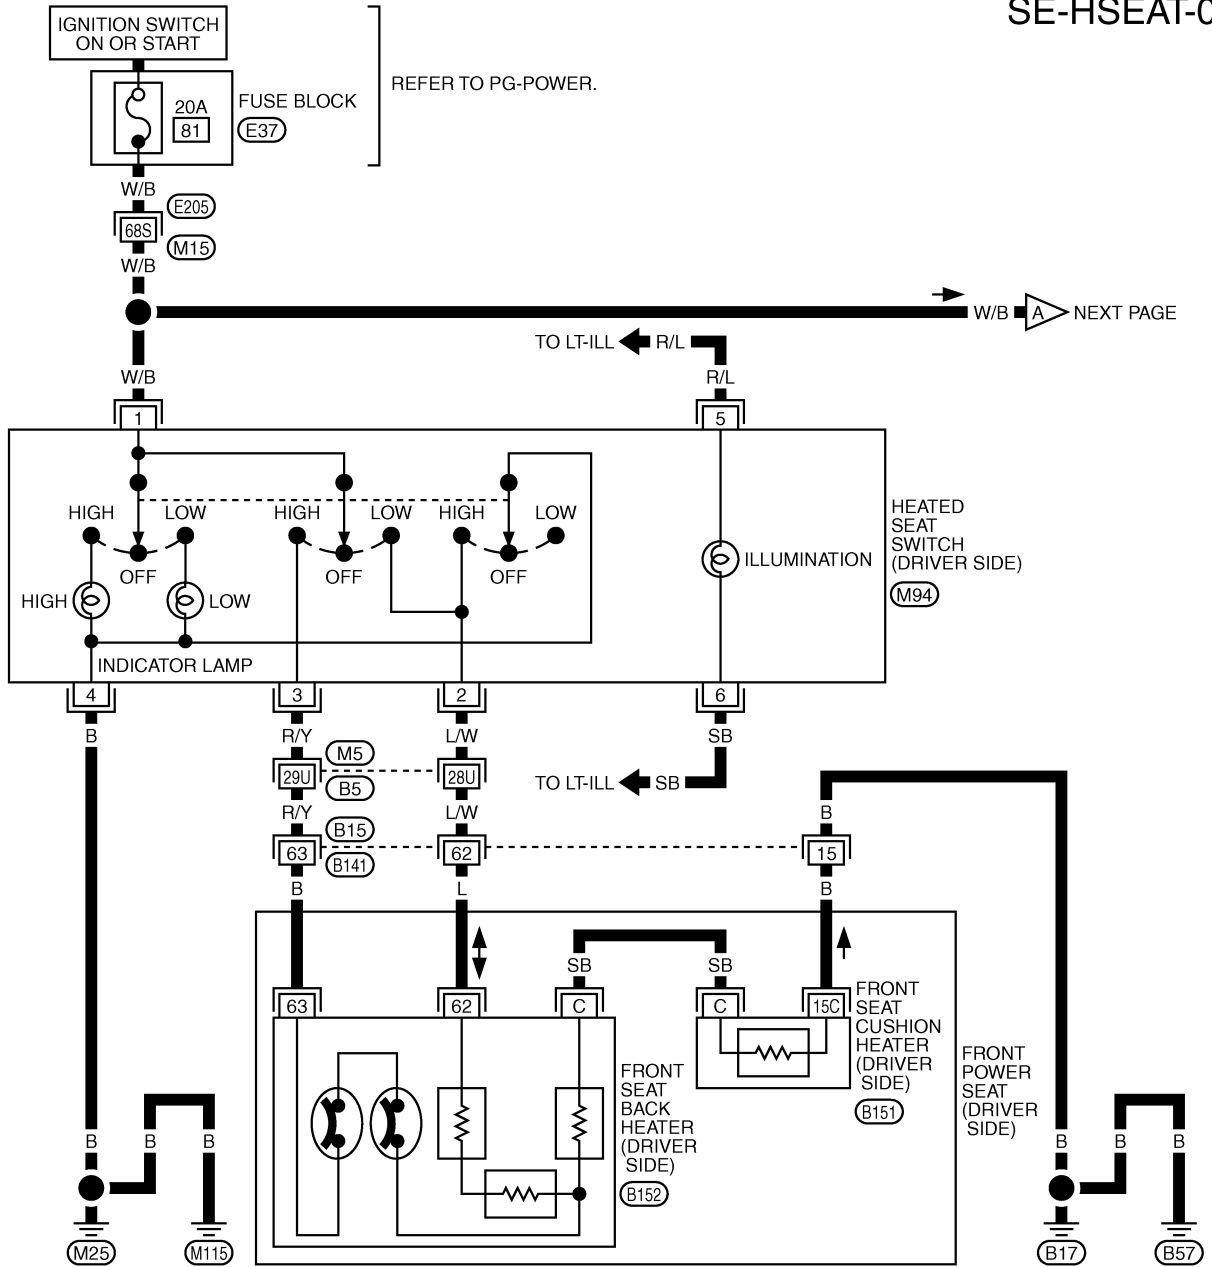 SE-HSEAT-0
IGNITION SWITCH
ON OR START
REFER TO PG-POWER.
20A
81
FUSE BLOCK
E37
W/B
E205
68S
M15
W/B
W/B
A
NEXT PAGE
TO LT-ILL
R/L
W/B
R/L
1
5
HIGH
LOW
HIGH
LOW
HIGH
LOW
OFF
OFF
OFF
HIGH
LOW
ILLUMINATION
HEATED
SEAT
SWITCH
(DRIVER SIDE)
M94
INDICATOR LAMP
4
3
2
6
B
R/Y
L/W
SB
M5
29U
28U
B5
TO LT-ILL
SB
R/Y
L/W
B
B15
63
62
15
B141
B
L
B
SB
SB
63
62
C
C
15C
FRONT
SEAT
CUSHION
HEATER
(DRIVER
SIDE)
B151
FRONT
SEAT
BACK
HEATER
(DRIVER
SIDE)
B152
FRONT
POWER
SEAT
(DRIVER
SIDE)
B
B
B
B
B
B
M25
M115
B17
B57